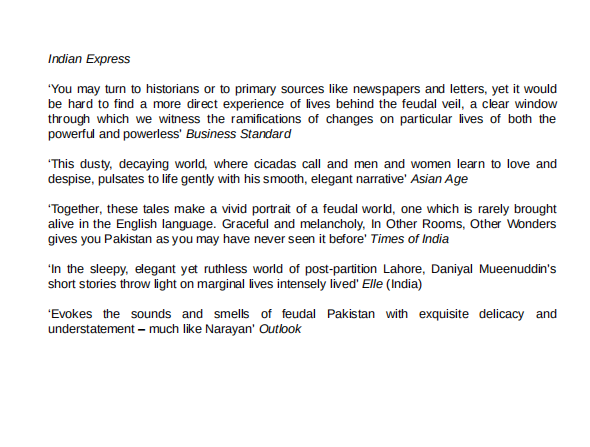 Indian Express
‘You may turn to historians or to primary sources like newspapers and letters, yet it would
be hard to find a more direct experience of lives behind the feudal veil, a clear window
through which we witness the ramifications of changes on particular lives of both the
powerful and powerless’ Business Standard
‘This dusty, decaying world, where cicadas call and men and women learn to love and
despise, pulsates to life gently with his smooth, elegant narrative’ Asian Age
‘Together, these tales make a vivid portrait of a feudal world, one which is rarely brought
alive in the English language. Graceful and melancholy, In Other Rooms, Other Wonders
gives you Pakistan as you may have never seen it before’ Times of India
‘In the sleepy, elegant yet ruthless world of post-partition Lahore, Daniyal Mueenuddin’s
short stories throw light on marginal lives intensely lived’ Elle (India)
‘Evokes the sounds and smells of feudal Pakistan with exquisite delicacy and
understatement – much like Narayan’ Outlook